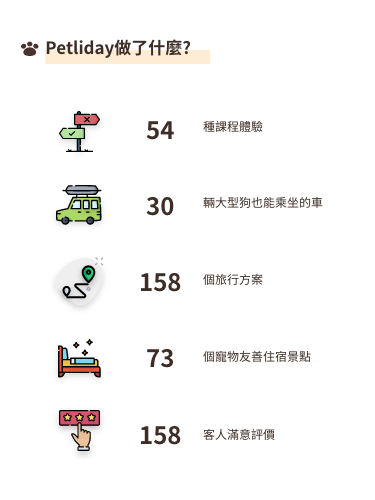 Petliday做了什麼?
54 種課程體驗
30 輛大型狗也能乘坐的車
158 個旅行方案
73 個寵物友善住宿景點
158 客人滿意評價